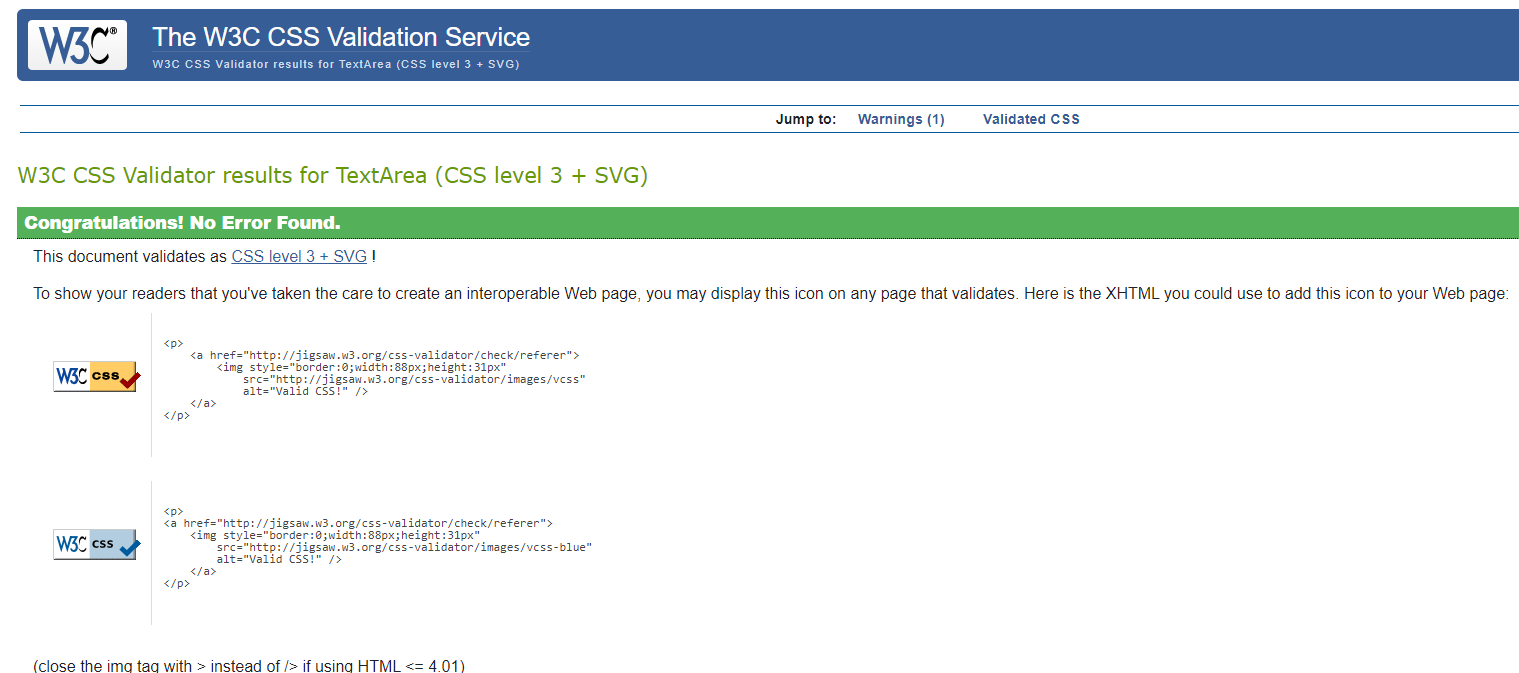 W3C®
The W3C CSS Validation Service
W3C CSS Validator results for TextArea (CSS level 3 + SVG)
Jump to: Warnings (1) Validated CSS
W3C CSS Validator results for TextArea (CSS level 3 + SVG)
Congratulations! No Error Found.
This document validates as CSS level 3 + SVG !
To show your readers that you've taken the care to create an interoperable Web page, you may display this icon on any page that validates. Here is the XHTML you could use to add this icon to your Web page:
W3C css
<p>
<a href="http://jigsaw.w3.org/css-validator/check/referer">
<img style="border:0;width:88px;height:31px"
src="http://jigsaw.w3.org/css-validator/images/vcss"
alt="Valid CSS!" />
</a>
</p>
W3C css
<p>
<a href="http://jigsaw.w3.org/css-validator/check/referer">
<img style="border:0;width:88px;height:31px"
src="http://jigsaw.w3.org/css-validator/images/vcss-blue"
alt="Valid CSS!" />
</a>
</p>
(close the img tag with > instead of /> if using HTML <= 4.01)